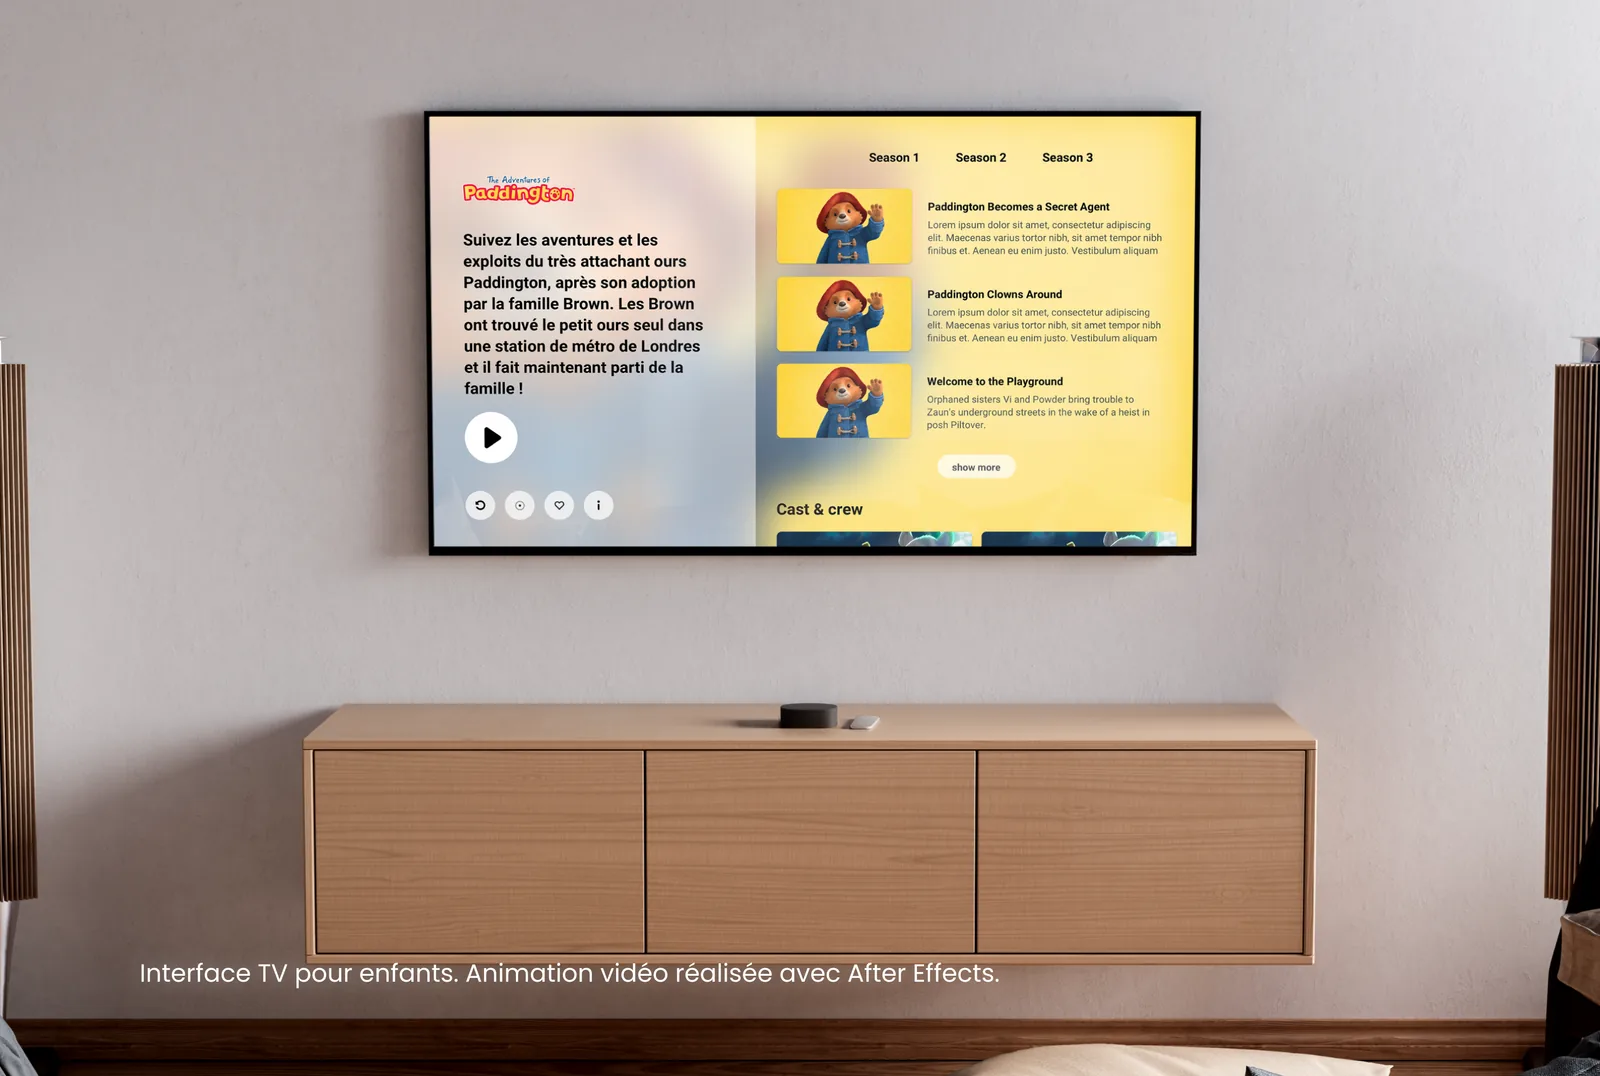 The Adventures of
Paddington
Suivez les aventures et les
exploits du très attachant ours
Paddington, après son adoption
par la famille Brown. Les Brown
ont trouvé le petit ours seul dans
une station de métro de Londres
et il fait maintenant parti de la
famille !
Season 1 Season 2 Season 3
Paddington Becomes a Secret Agent
Lorem ipsum dolor sit amet, consectetur adipiscing
elit. Maecenas varius tortor nibh, sit amet tempor nibh
finibus et. Aenean eu enim justo. Vestibulum aliquam
Paddington Clowns Around
Lorem ipsum dolor sit amet, consectetur adipiscing
elit. Maecenas varius tortor nibh, sit amet tempor nibh
finibus et. Aenean eu enim justo. Vestibulum aliquam
Welcome to the Playground
Orphaned sisters Vi and Powder bring trouble to
Zaun's underground streets in the wake of a heist in
posh Piltover.
show more
Cast & crew
Interface TV pour enfants. Animation vidéo réalisée avec After Effects.